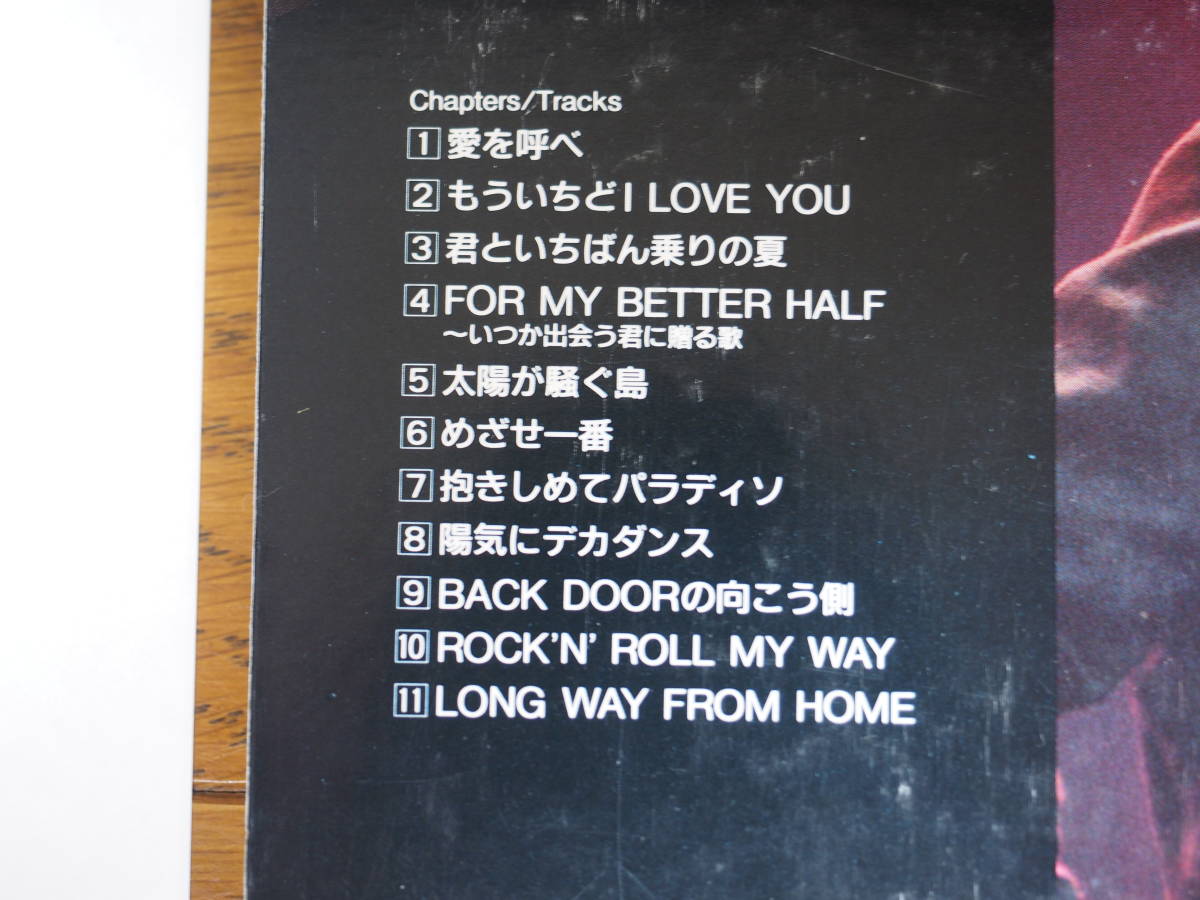 Chapters/Tracks
1 愛を呼べ
2 もういちどI LOVE YOU
3 君といちばん乗りの夏
4 FOR MY BETTER HALF
～いつか出会う君に贈る歌
5 太陽が騒ぐ島
6 めざせ一番
7 抱きしめてパラディソ
8 陽気にデカダンス
9 BACK DOORの向こう側
10 ROCK'N' ROLL MY WAY
11 LONG WAY FROM HOME